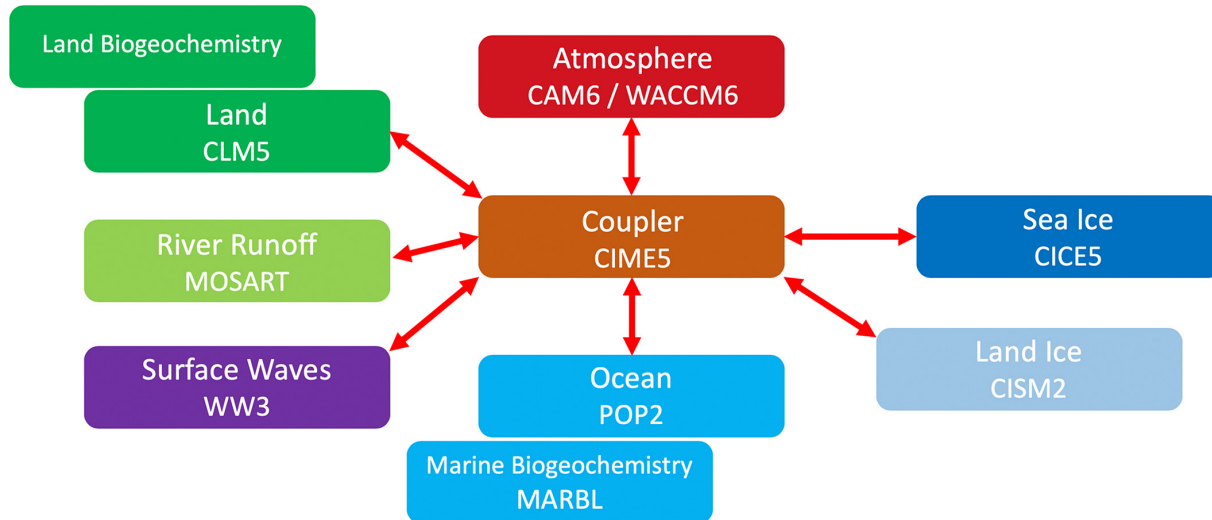 Land Biogeochemistry
Atmosphere
CAM6 / WACCM6
Land
CLM5
Coupler
CIME5
Sea Ice
CICE5
River Runoff
MOSART
Surface Waves
WW3
Ocean
POP2
Land Ice
CISM2
Marine Biogeochemistry
MARBL